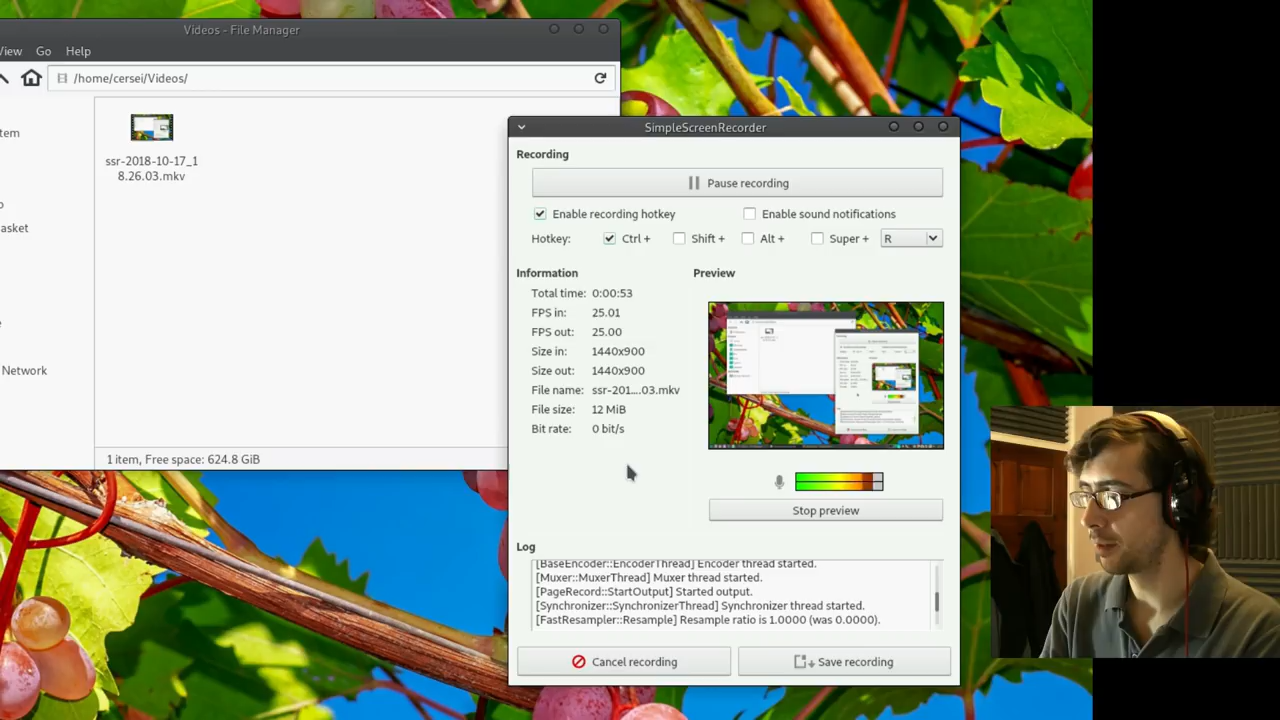 Videos - File Manager
View Go Help
/home/cersei/Videos/
tem
asket
Network
ssr-2018-10-17_1
8.26.03.mkv
1 item, Free space: 624.8 GiB
SimpleScreenRecorder
Recording
Pause recording
Enable recording hotkey Enable sound notifications
Hotkey: Ctrl + Shift + Alt + Super + R
Information
Total time: 0:00:53
FPS in: 25.01
FPS out: 25.00
Size in: 1440x900
Size out: 1440x900
File name: ssr-201....03.mkv
File size: 12 MiB
Bit rate: 0 bit/s
Preview
Stop preview
Log
[BaseEncoder::EncoderThread] Encoder thread started.
[Muxer::MuxerThread] Muxer thread started.
[PageRecord::StartOutput] Started output.
[Synchronizer::SynchronizerThread] Synchronizer thread started.
[FastResampler::Resample] Resample ratio is 1.0000 (was 0.0000).
Cancel recording Save recording